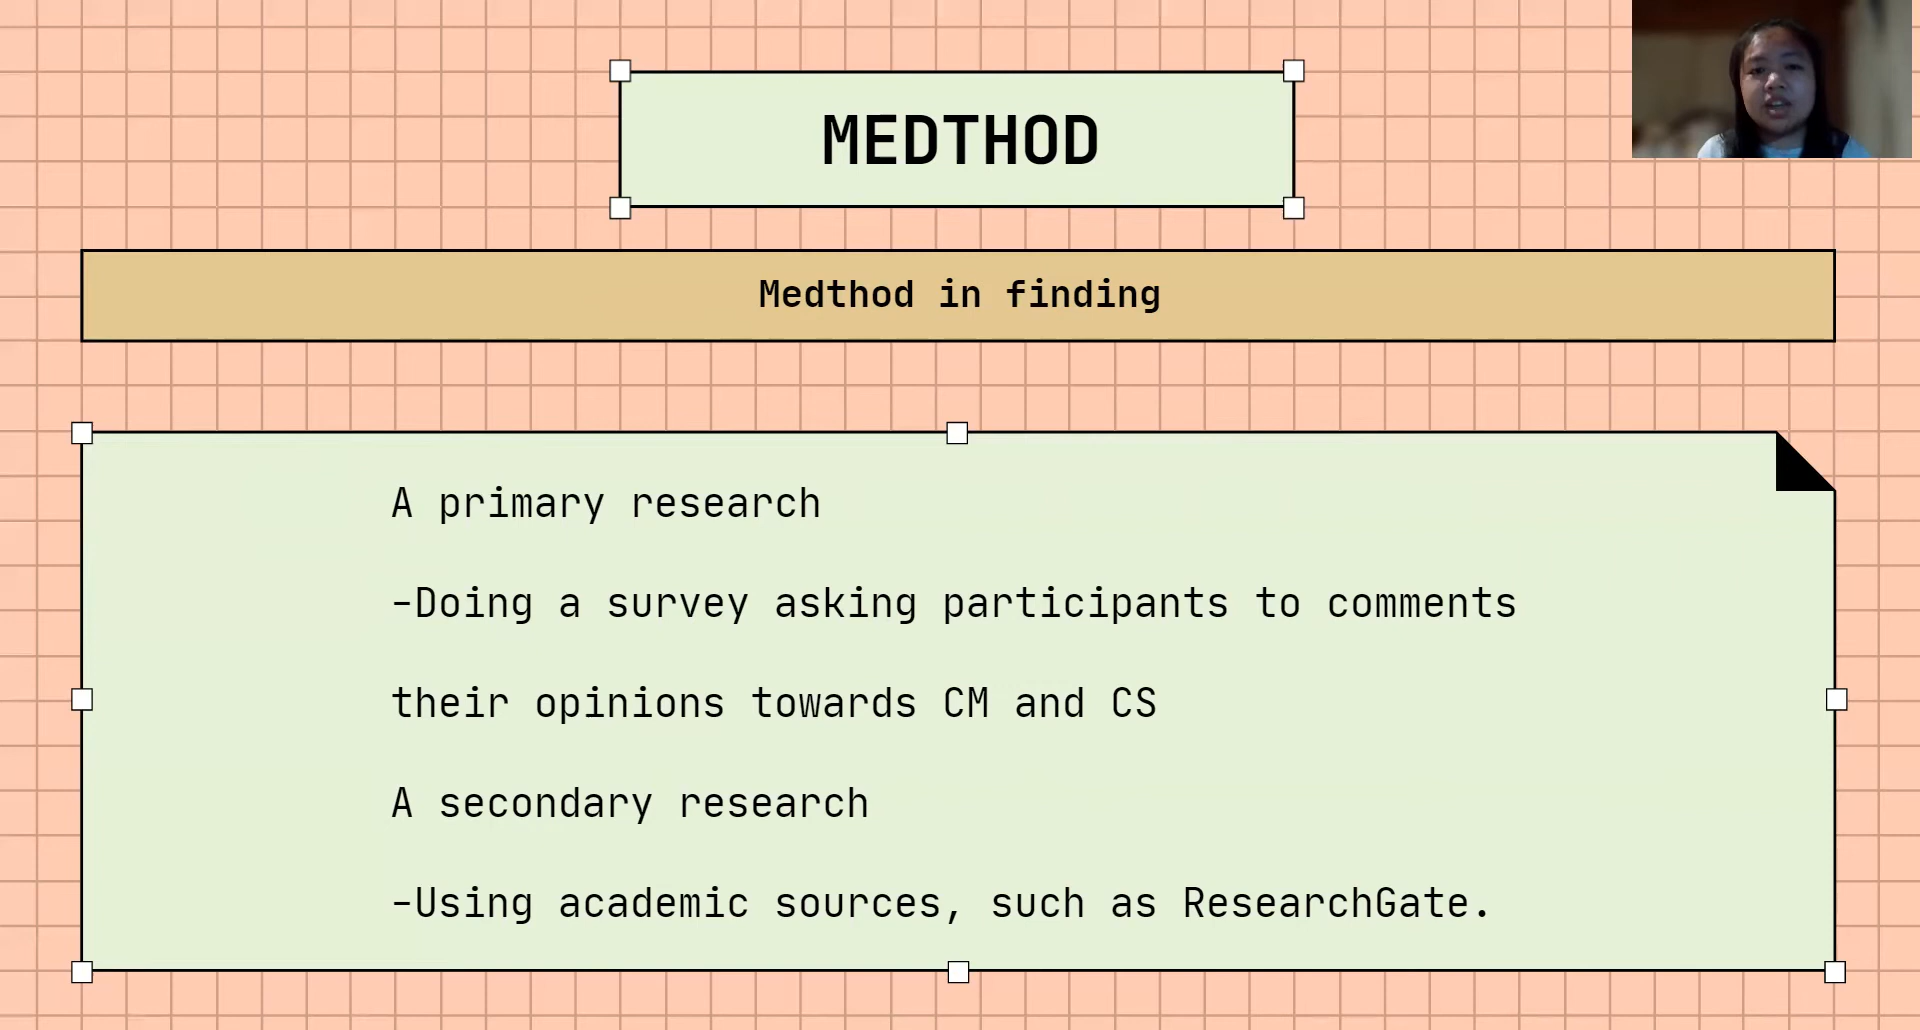 MEDTHOD
Medthod in finding
A primary research
-Doing a survey asking participants to comments
their opinions towards CM and CS
A secondary research
-Using academic sources, such as ResearchGate.